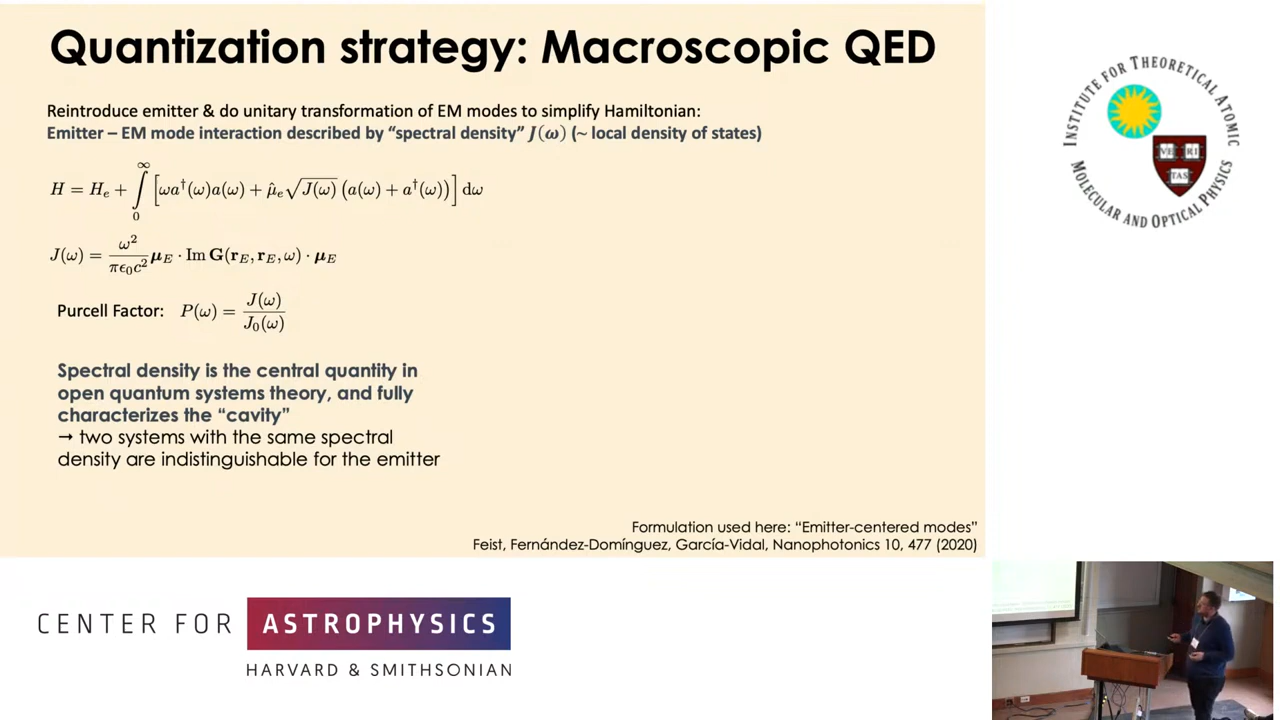 Quantization strategy: Macroscopic QED
Reintroduce emitter & do unitary transformation of EM modes to simplify Hamiltonian:
Emitter – EM mode interaction described by “spectral density” J(ω) (~ local density of states)
H = H_e + ∫_0^∞ [ωa†(ω)a(ω) + μ̂_e √J(ω) (a(ω) + a†(ω))] dω
J(ω) = ω²/(πϵ₀c²) μ_E · Im G(r_E, r_E, ω) · μ_E
Purcell Factor: P(ω) = J(ω)/J₀(ω)
Spectral density is the central quantity in
open quantum systems theory, and fully
characterizes the “cavity”
→ two systems with the same spectral
density are indistinguishable for the emitter
Formulation used here: “Emitter-centered modes”
Feist, Fernández-Domínguez, García-Vidal, Nanophotonics 10, 477 (2020)
INSTITUTE FOR THEORETICAL ATOMIC
MOLECULAR AND OPTICAL PHYSICS
VE RI
TAS
CENTER FOR ASTROPHYSICS
HARVARD & SMITHSONIAN